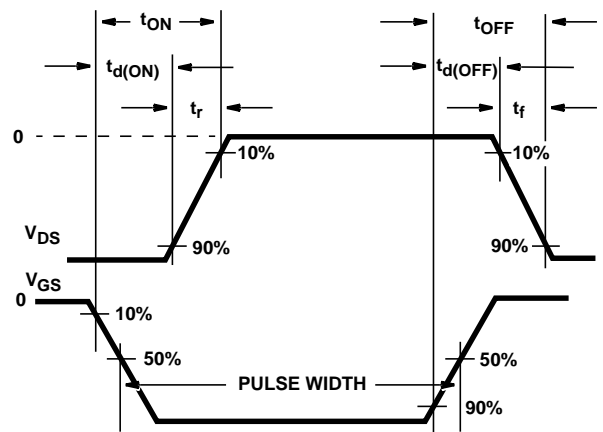 tON
tOFF
td(ON)
td(OFF)
tr
tf
0
10%
10%
VDS
90%
90%
VGS
0
10%
50%
50%
PULSE WIDTH
90%